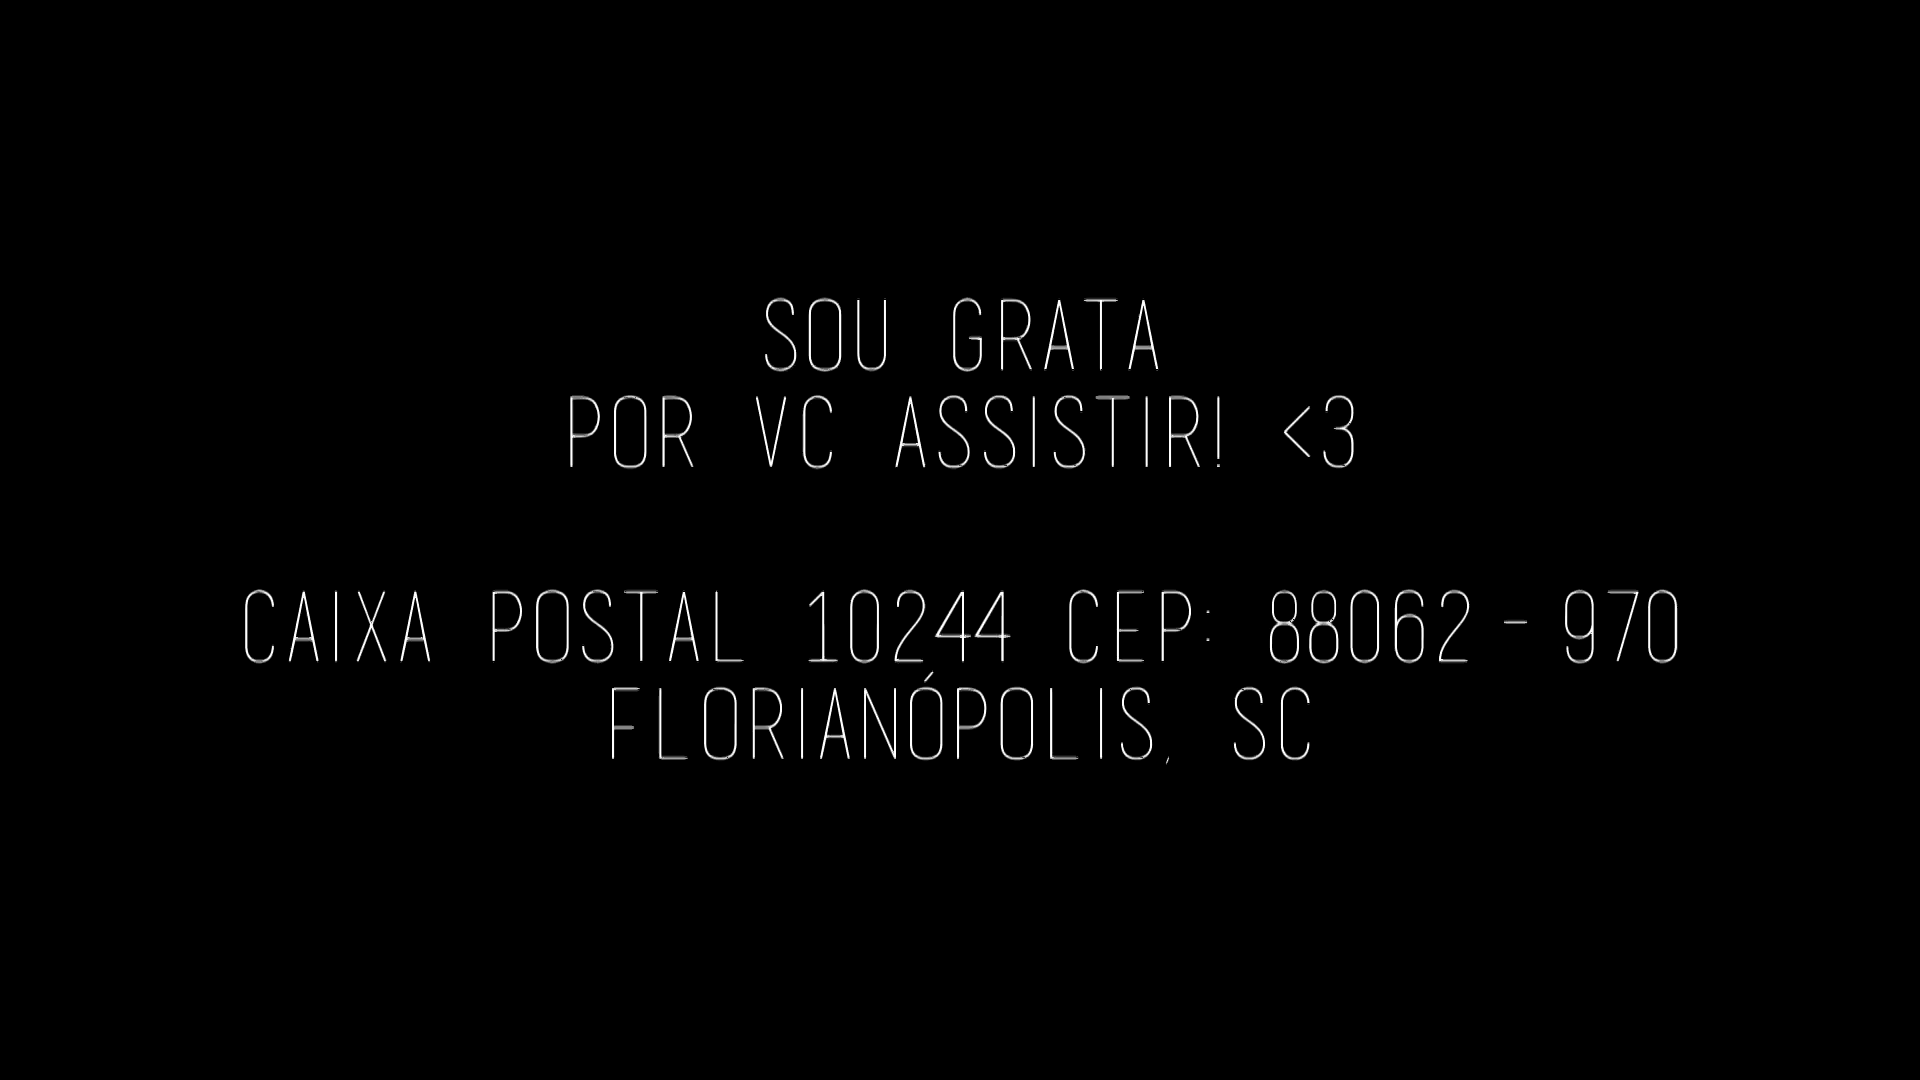 SOU GRATA
POR VC ASSISTIR! <3
CAIXA POSTAL 10244 CEP: 88062-970
FLORIANÓPOLIS, SC